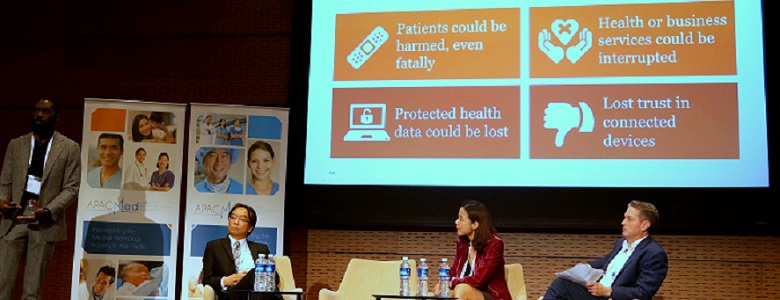 Patients could be
harmed, even
fatally
Health or business
services could be
interrupted
Protected health
data could be lost
Lost trust in
connected
devices
APACMed
APACMed